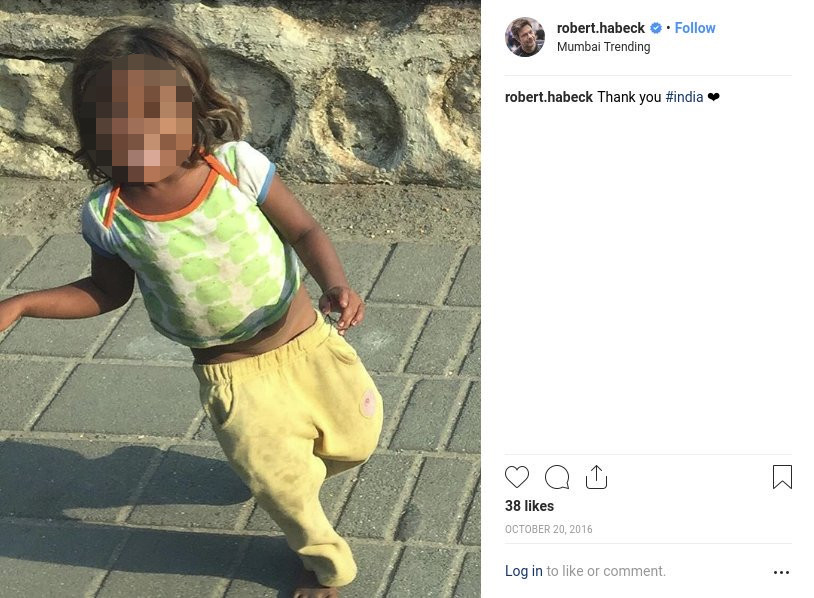 robert.habeck • Follow
Mumbai Trending
robert.habeck Thank you #india ❤
38 likes
OCTOBER 20, 2016
Log in to like or comment.